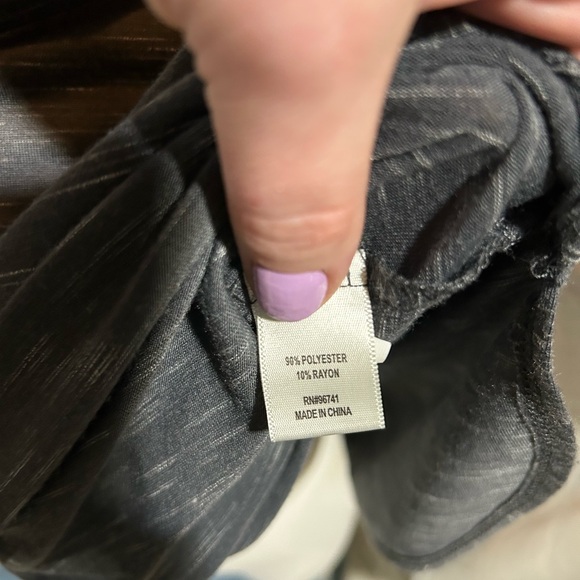 90% POLYESTER
10% RAYON
RN#96741
MADE IN CHINA